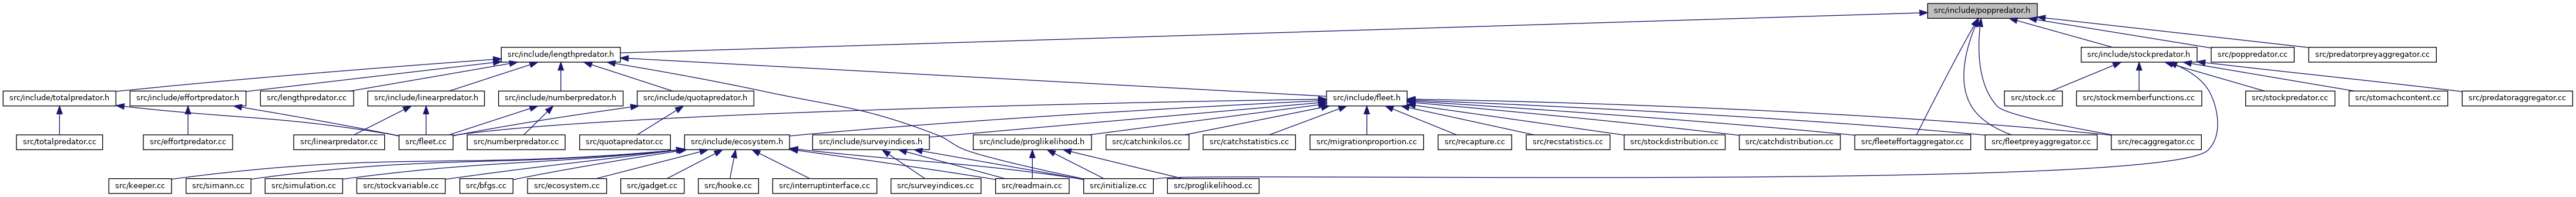 src/include/poppredator.h
src/include/lengthpredator.h
src/include/stockpredator.h
src/poppredator.cc
src/predatorpreyaggregator.cc
src/include/totalpredator.h
src/include/effortpredator.h
src/lengthpredator.cc
src/include/linearpredator.h
src/include/numberpredator.h
src/include/quotapredator.h
src/include/fleet.h
src/stock.cc
src/stockmemberfunctions.cc
src/stockpredator.cc
src/stomachcontent.cc
src/predatoraggregator.cc
src/totalpredator.cc
src/effortpredator.cc
src/linearpredator.cc
src/fleet.cc
src/numberpredator.cc
src/quotapredator.cc
src/include/ecosystem.h
src/include/surveyindices.h
src/include/proglikelihood.h
src/catchinkilos.cc
src/catchstatistics.cc
src/migrationproportion.cc
src/recapture.cc
src/recstatistics.cc
src/stockdistribution.cc
src/catchdistribution.cc
src/fleeteffortaggregator.cc
src/fleetpreyaggregator.cc
src/recaggregator.cc
src/keeper.cc
src/simann.cc
src/simulation.cc
src/stockvariable.cc
src/bfgs.cc
src/ecosystem.cc
src/gadget.cc
src/hooke.cc
src/interruptinterface.cc
src/surveyindices.cc
src/readmain.cc
src/initialize.cc
src/proglikelihood.cc